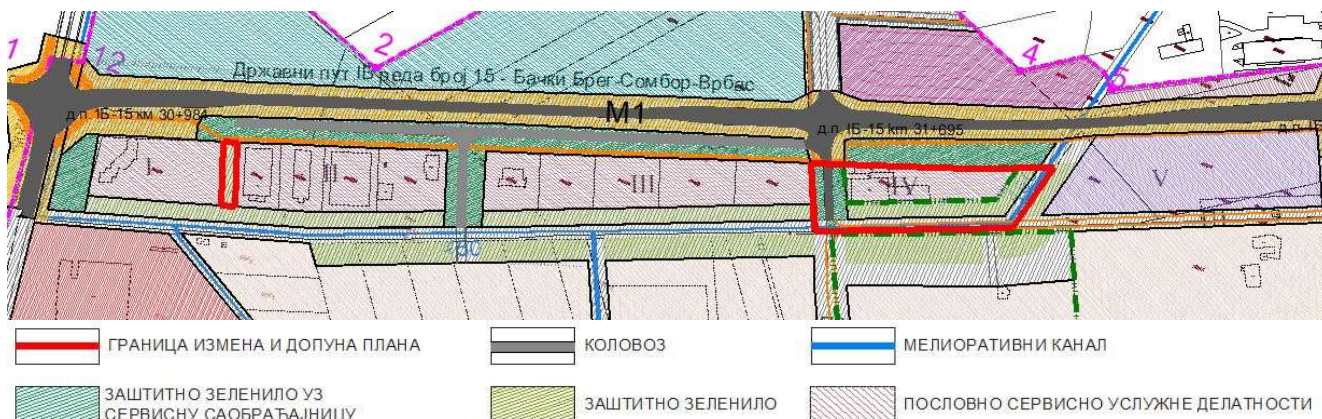 1
12
2
4
5
Државни пут IБ реда број 15 - Бачки Брег-Сомбор-Врбас
М1
д.п. IБ-15 км 30+984
д.п. IБ-15 km 31+695
I
II
III
IV
V
ГРАНИЦА ИЗМЕНА И ДОПУНА ПЛАНА
КОЛОВОЗ
МЕЛИОРАТИВНИ КАНАЛ
ЗАШТИТНО ЗЕЛЕНИЛО УЗ
СЕРВИСНУ САОБРАЋАЈНИЦУ
ЗАШТИТНО ЗЕЛЕНИЛО
ПОСЛОВНО СЕРВИСНО УСЛУЖНЕ ДЕЛАТНОСТИ